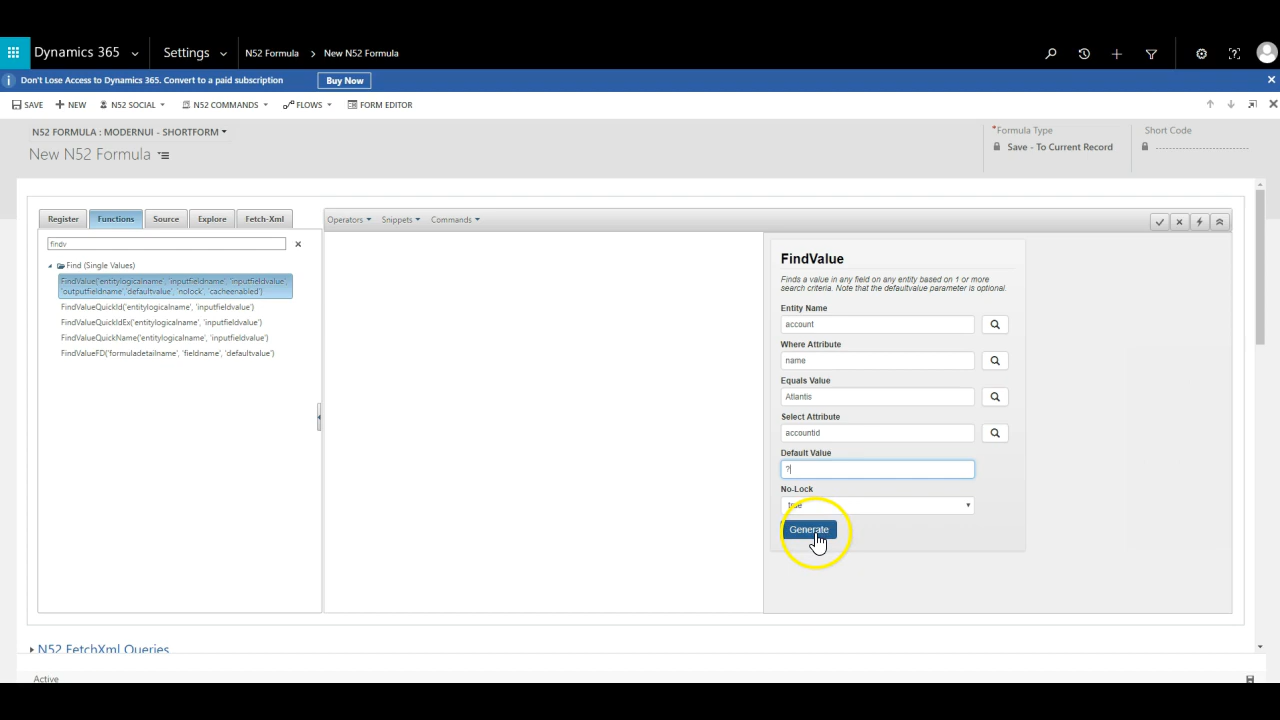 Dynamics 365 Settings N52 Formula > New N52 Formula
Don't Lose Access to Dynamics 365. Convert to a paid subscription Buy Now
SAVE NEW N52 SOCIAL N52 COMMANDS FLOWS FORM EDITOR
N52 FORMULA : MODERNUI - SHORTFORM
New N52 Formula
*Formula Type
Save - To Current Record
Short Code
--------------------
Register Functions Source Explore Fetch-Xml
Operators Snippets Commands
findv
Find (Single Values)
FindValue('entitylogicalname', 'inputfieldname', 'inputfieldvalue',
'outputfieldname', 'defaultvalue', 'nolock', 'cacheenabled')
FindValueQuickId('entitylogicalname', 'inputfieldvalue')
FindValueQuickIdEx('entitylogicalname', 'inputfieldvalue')
FindValueQuickName('entitylogicalname', 'inputfieldvalue')
FindValueFD('formuladetailname', 'fieldname', 'defaultvalue')
FindValue
Finds a value in any field on any entity based on 1 or more
search criteria. Note that the defaultvalue parameter is optional.
Entity Name
account
Where Attribute
name
Equals Value
Atlantis
Select Attribute
accountid
Default Value
?
No-Lock
true
Generate
N52 FetchXml Queries
Active